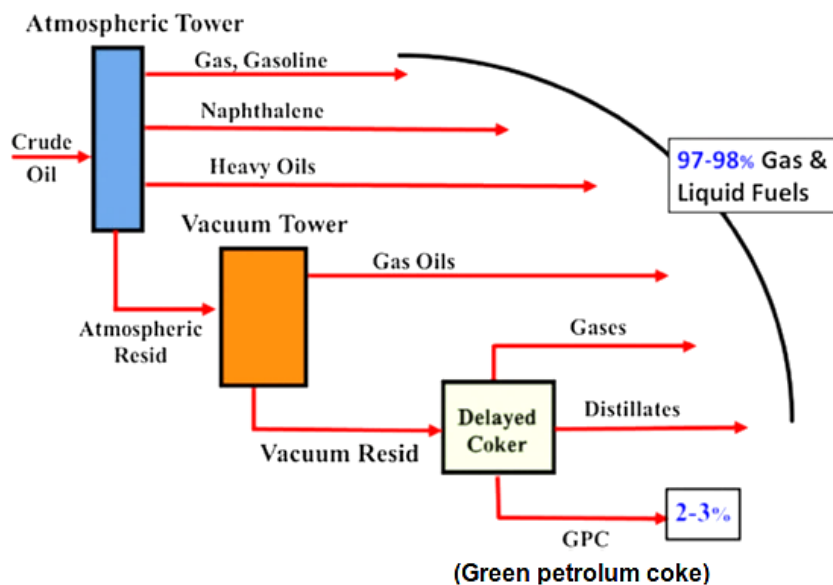 Atmospheric Tower
Gas, Gasoline
Naphthalene
Crude
Oil
Heavy Oils
97-98% Gas &
Liquid Fuels
Vacuum Tower
Gas Oils
Atmospheric
Resid
Gases
Delayed
Coker
Distillates
Vacuum Resid
2-3%
GPC
(Green petrolum coke)